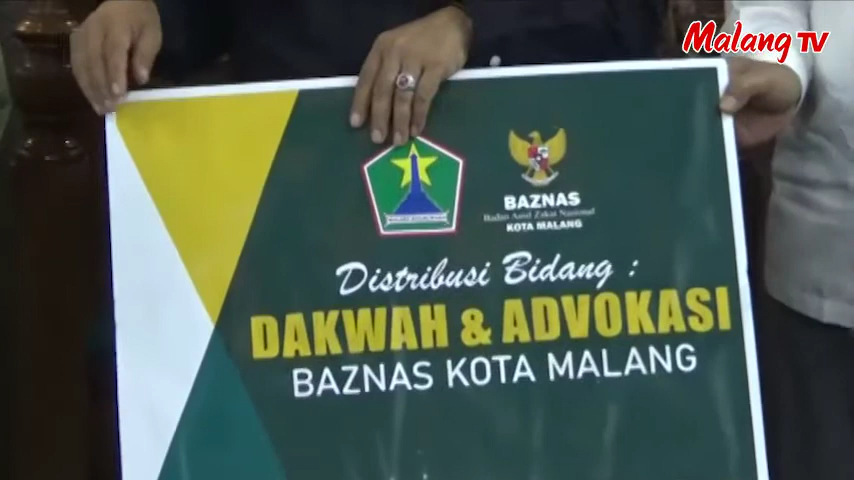 Malang TV
BAZNAS
Badan Amil Zakat Nasional
KOTA MALANG
Distribusi Bidang :
DAKWAH & ADVOKASI
BAZNAS KOTA MALANG